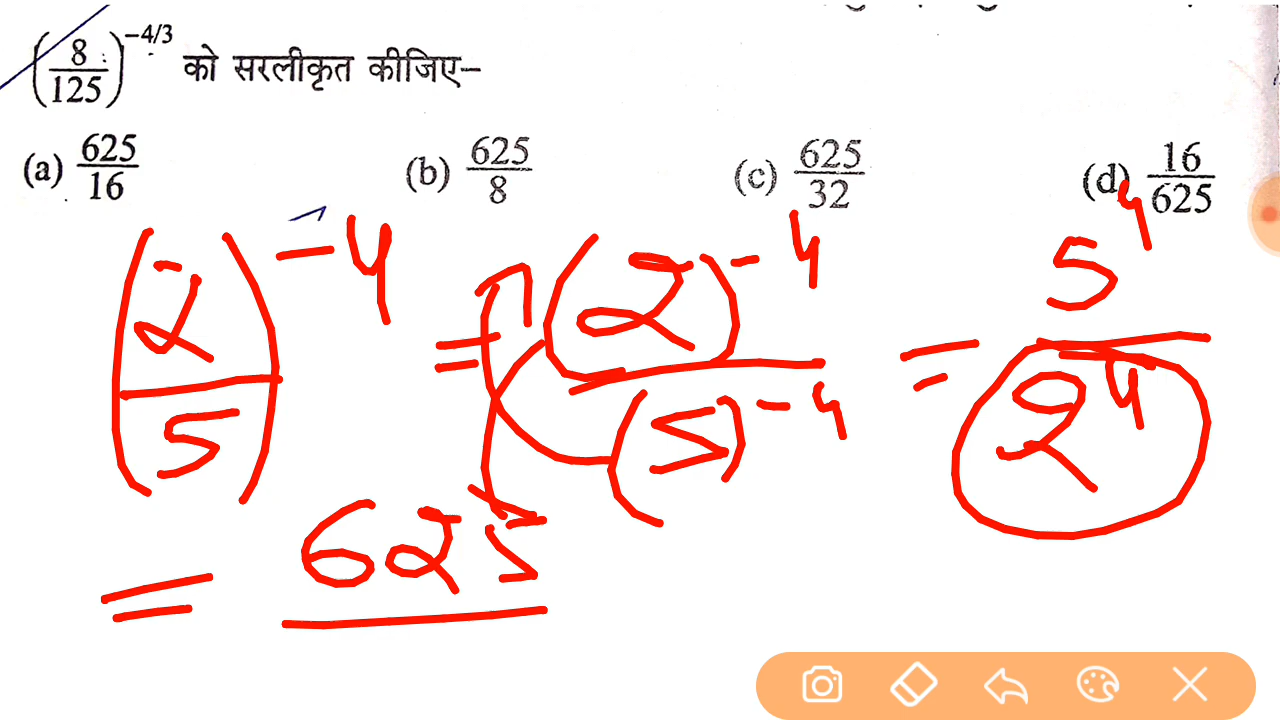 (8/125)^-4/3 को सरलीकृत कीजिए–
(a) 625/16 (b) 625/8 (c) 625/32 (d) 16/625
(2/5)^-4 = (2)^-4/(5)^-4 = 5^4/2^4
= 625